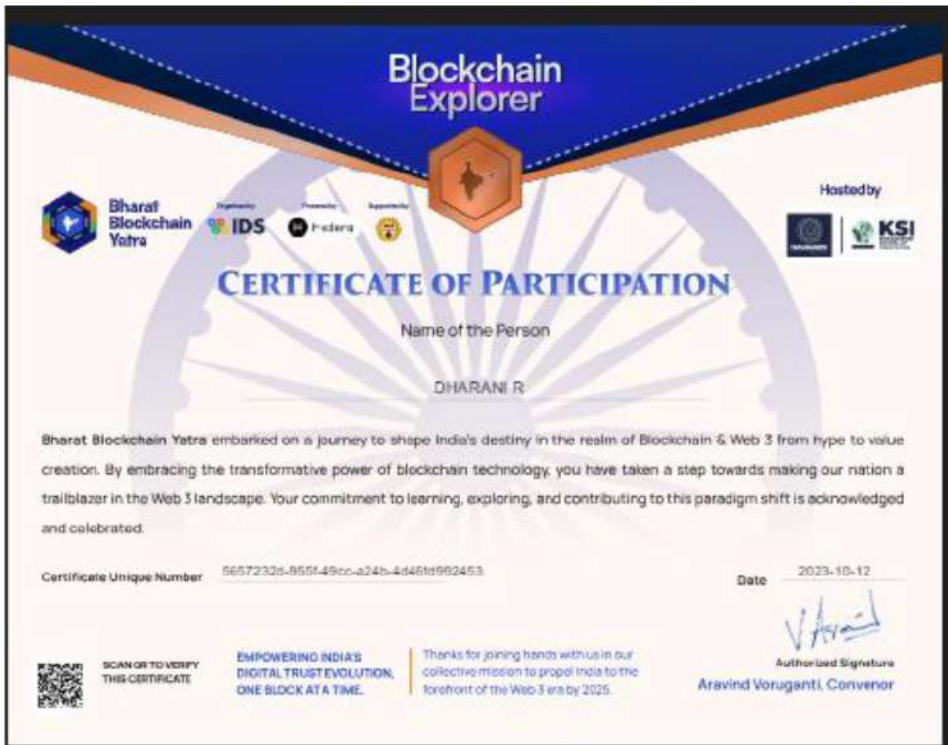 Blockchain
Explorer
Hosted by
Bharat
Blockchain
Yatra
IDS
Hedera
KSI
CERTIFICATE OF PARTICIPATION
Name of the Person
DHARANI R
Bharat Blockchain Yatra embarked on a journey to shape India's destiny in the realm of Blockchain & Web 3 from hype to value
creation. By embracing the transformative power of blockchain technology, you have taken a step towards making our nation a
trailblazer in the Web 3 landscape. Your commitment to learning, exploring, and contributing to this paradigm shift is acknowledged
and celebrated.
Certificate Unique Number
Date 2023-10-12
SCAN QR TO VERIFY
THIS CERTIFICATE
EMPOWERING INDIA'S
DIGITAL TRUST EVOLUTION,
ONE BLOCK AT A TIME.
Thanks for joining hands with us in our
collective mission to propel India to the
forefront of the Web 3 era by 2025.
Authorized Signature
Aravind Voruganti, Convenor